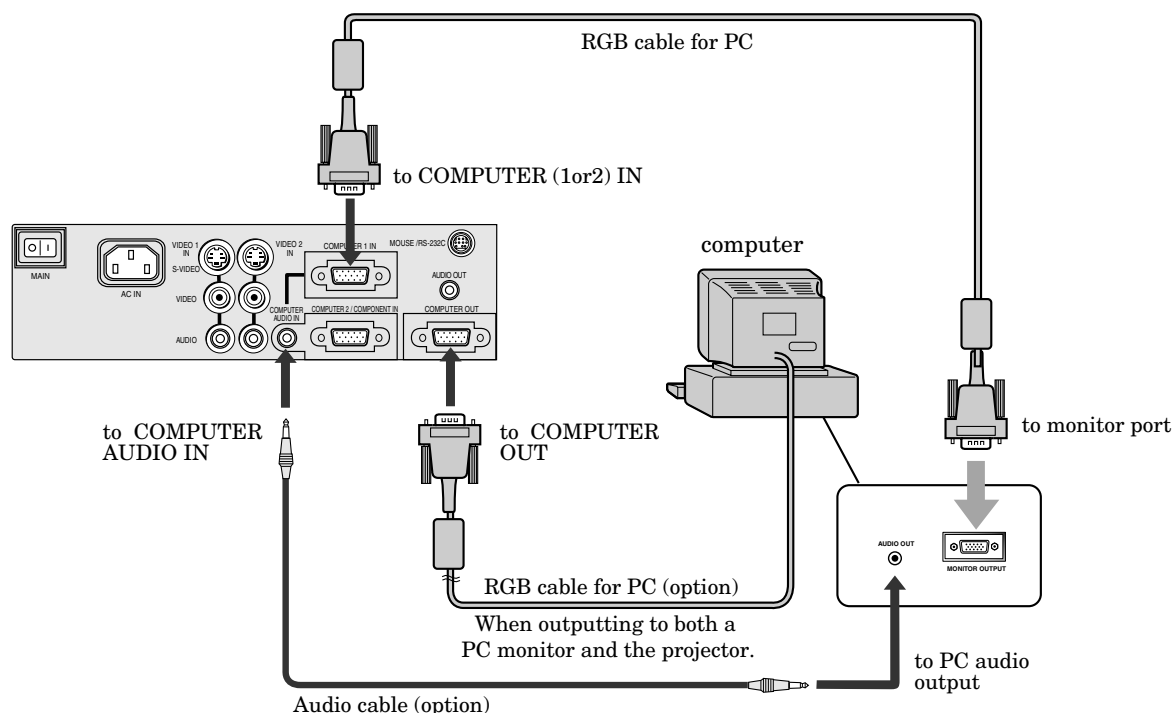 RGB cable for PC
to COMPUTER (1or2) IN
MAIN
AC IN
VIDEO 1
IN
S-VIDEO
VIDEO
AUDIO
VIDEO 2
IN
COMPUTER 1 IN
MOUSE /RS-232C
AUDIO OUT
COMPUTER
AUDIO IN
COMPUTER 2 / COMPONENT IN
COMPUTER OUT
computer
to COMPUTER
AUDIO IN
to COMPUTER
OUT
to monitor port
AUDIO OUT
MONITOR OUTPUT
RGB cable for PC (option)
When outputting to both a
PC monitor and the projector.
to PC audio
output
Audio cable (option)